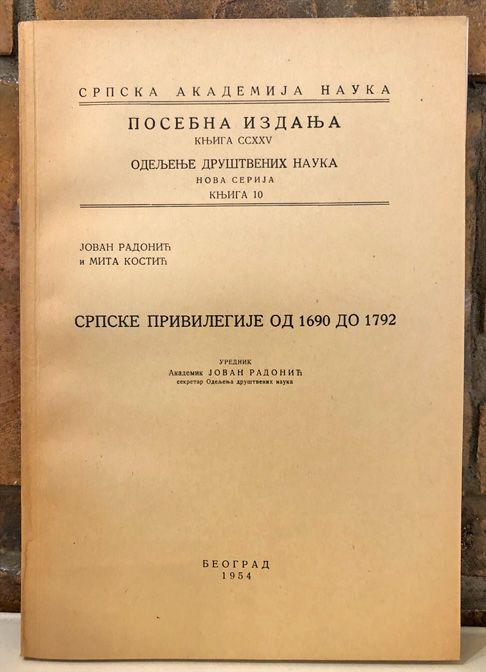 СРПСКА АКАДЕМИЈА НАУКА
ПОСЕБНА ИЗДАЊА
КЊИГА CCXXV
ОДЕЉЕЊЕ ДРУШТВЕНИХ НАУКА
НОВА СЕРИЈА
КЊИГА 10
ЈОВАН РАДОНИЋ
и МИТА КОСТИЋ
СРПСКЕ ПРИВИЛЕГИЈЕ ОД 1690 ДО 1792
УРЕДНИК
Академик ЈОВАН РАДОНИЋ
секретар Одељења друштвених наука
БЕОГРАД
1954